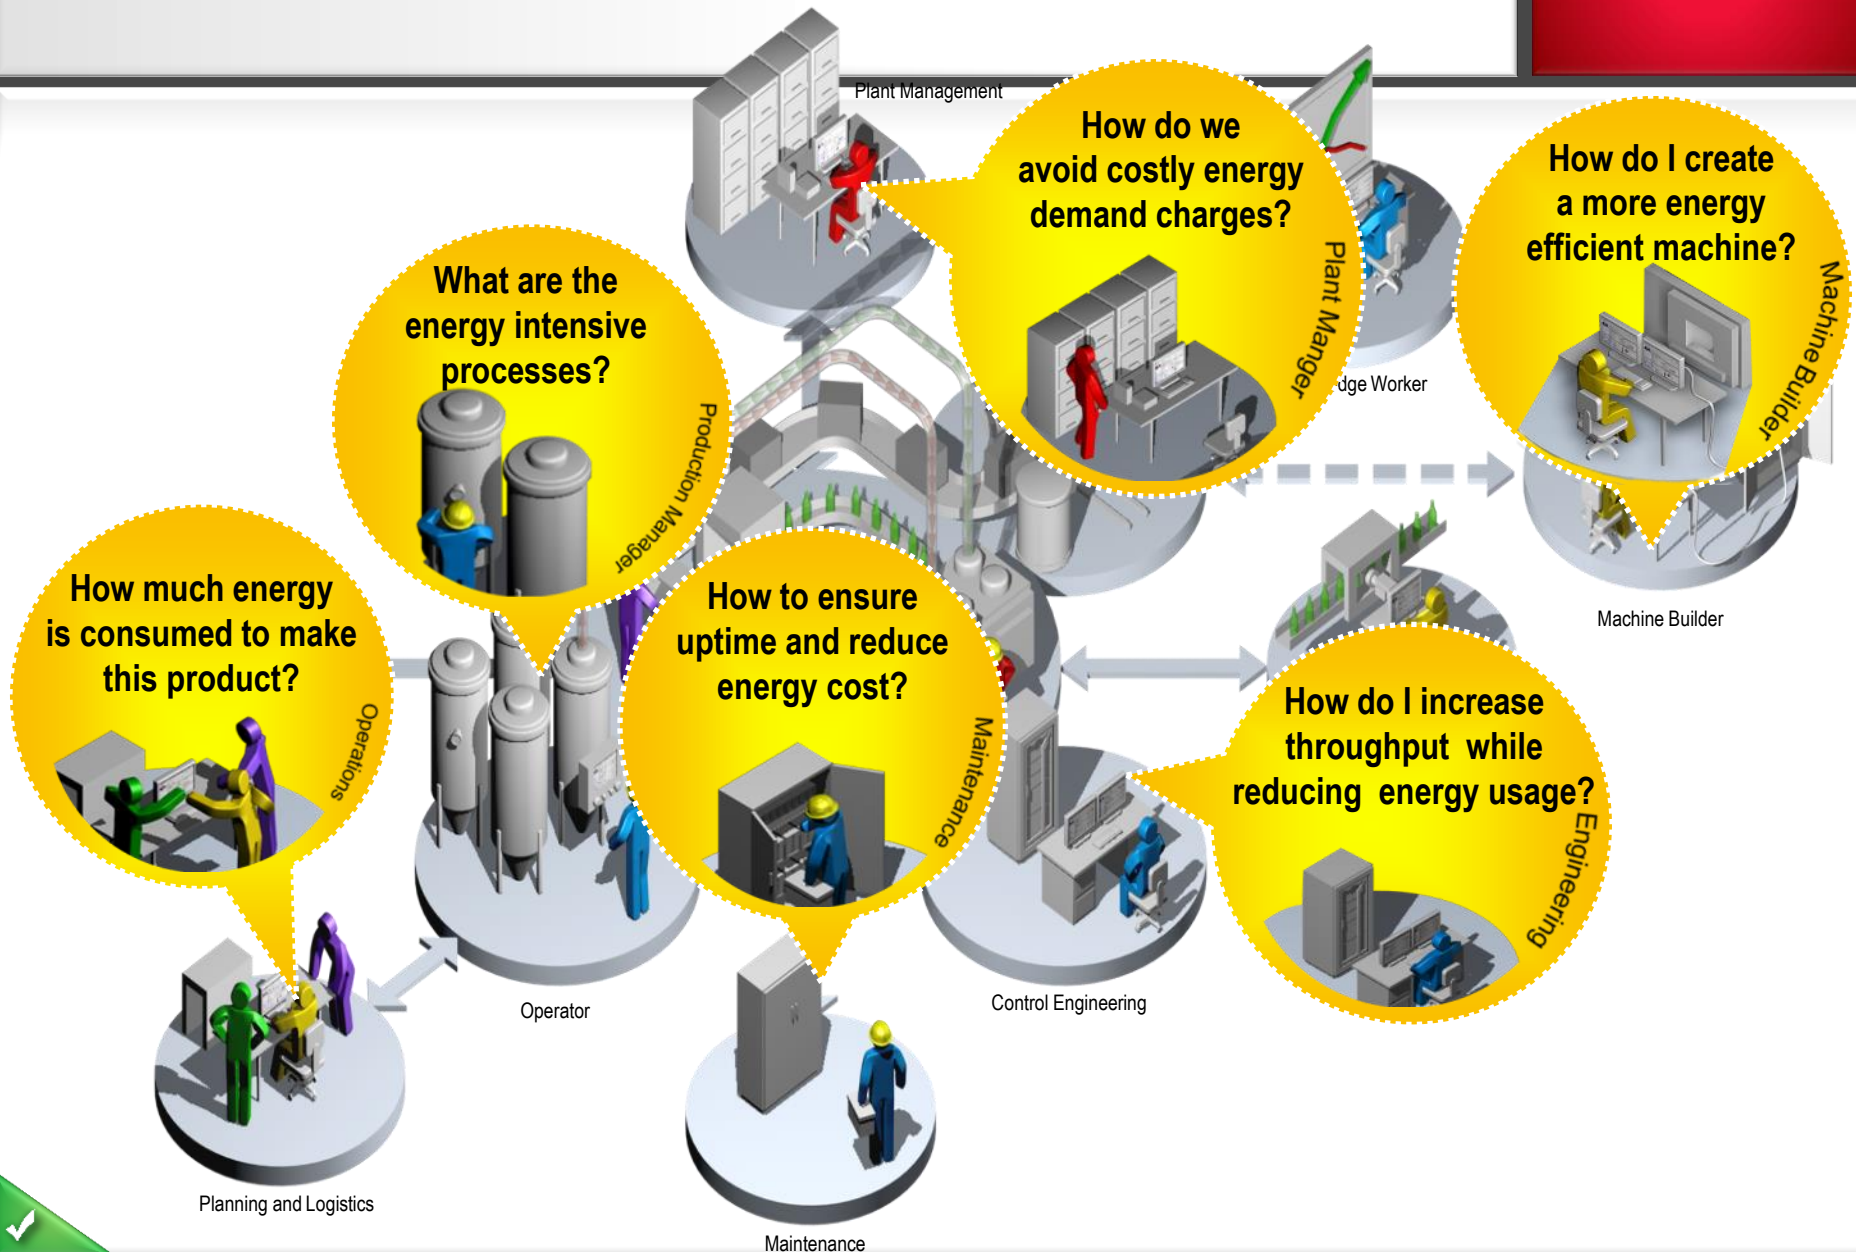 Plant Management
How do we
avoid costly energy
demand charges?
Plant Manger
How do I create
a more energy
efficient machine?
Machine Builder
What are the
energy intensive
processes?
Production Manager
dge Worker
How much energy
is consumed to make
this product?
Operations
How to ensure
uptime and reduce
energy cost?
Maintenance
Machine Builder
How do I increase
throughput while
reducing energy usage?
Engineering
Operator
Control Engineering
Planning and Logistics
Maintenance